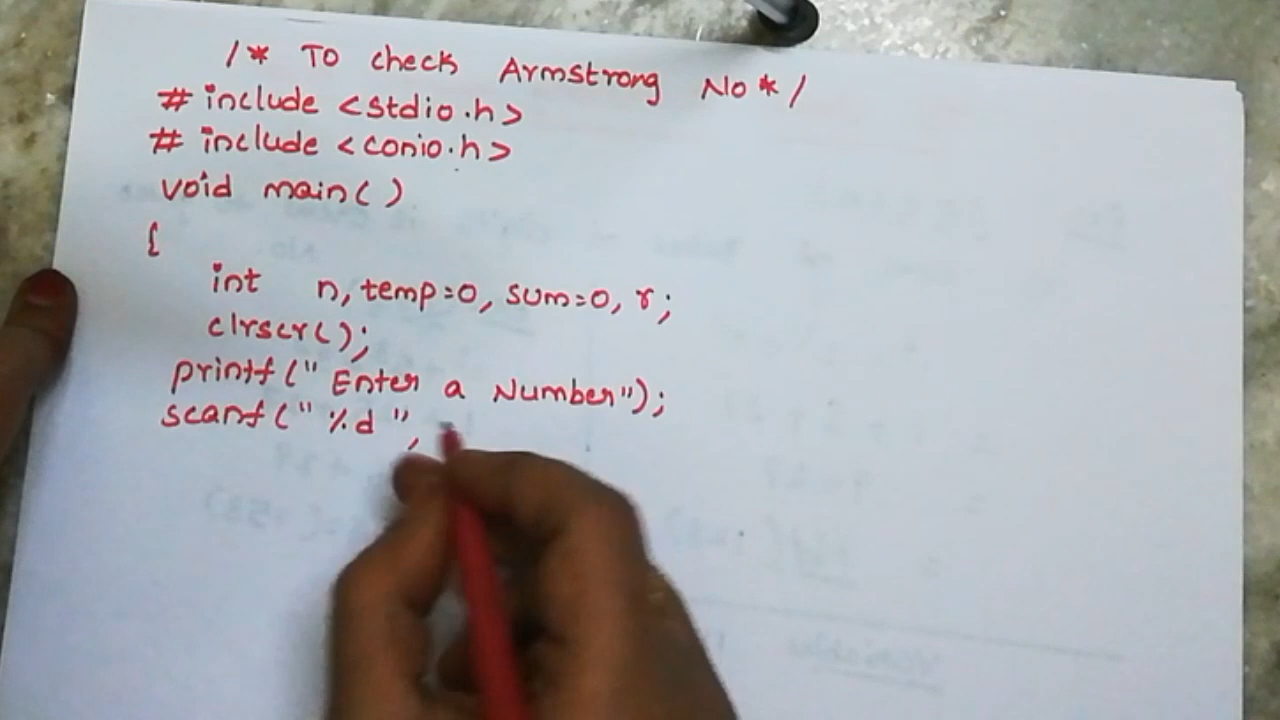 /* To check Armstrong No */
# include <stdio.h>
# include <conio.h>
void main( )
{
int n, temp=0, sum=0, r;
clrscr( );
printf (" Enter a Number");
scanf (" %d ",